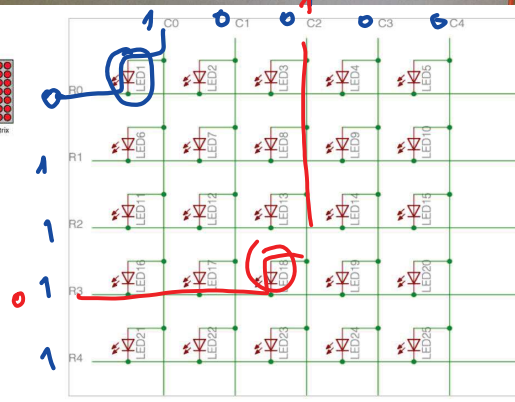 1 C0 0 C1 0 1 C2 0 C3 0 C4
R0 0 LED1 LED2 LED3 LED4 LED5
1 R1 LED6 LED7 LED8 LED9 LED10
1 R2 LED11 LED12 LED13 LED14 LED15
0 1 R3 LED16 LED17 LED18 LED19 LED20
1 R4 LED2 LED22 LED23 LED24 LED25
trix